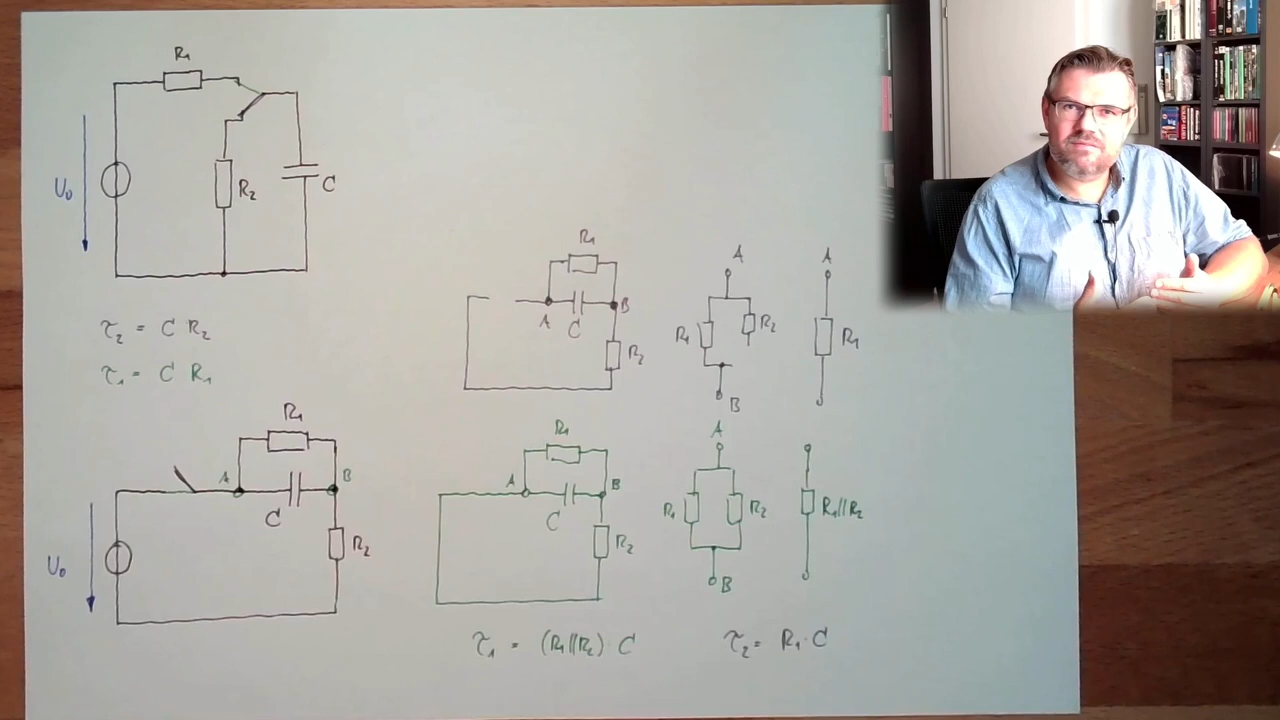 R₁
U₀
R₂
C
τ₂ = C R₂
τ₁ = C R₁
R₁
A
B
C
R₂
U₀
R₁
A
C
B
R₂
A
R₁
R₂
B
A
R₁
R₁
A
B
C
R₂
A
R₁
R₂
B
R₁//R₂
τ₁ = (R₁//R₂) · C
τ₂ = R₁ · C